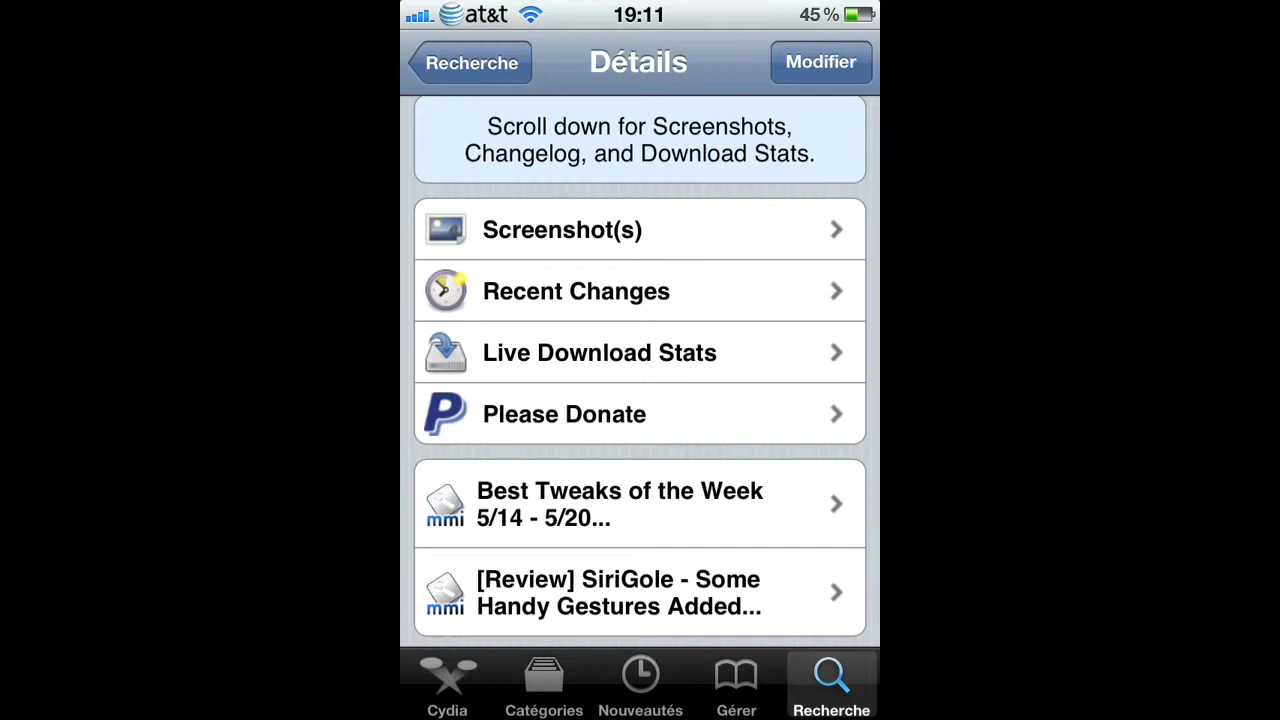 at&t 19:11 45 %
Recherche Détails Modifier
Scroll down for Screenshots,
Changelog, and Download Stats.
Screenshot(s)
Recent Changes
Live Download Stats
Please Donate
Best Tweaks of the Week
5/14 - 5/20...
mmi
[Review] SiriGole - Some
Handy Gestures Added...
mmi
Cydia Catégories Nouveautés Gérer Recherche